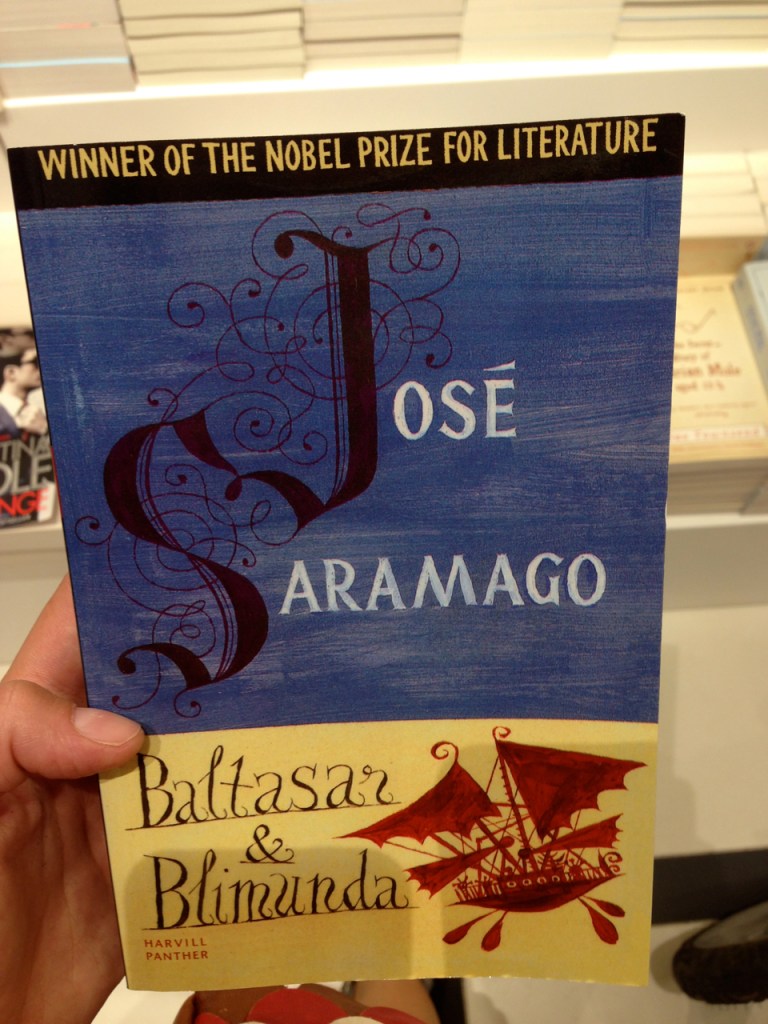 WINNER OF THE NOBEL PRIZE FOR LITERATURE
JOSÉ
SARAMAGO
Baltasar
&
Blimunda
HARVILL
PANTHER